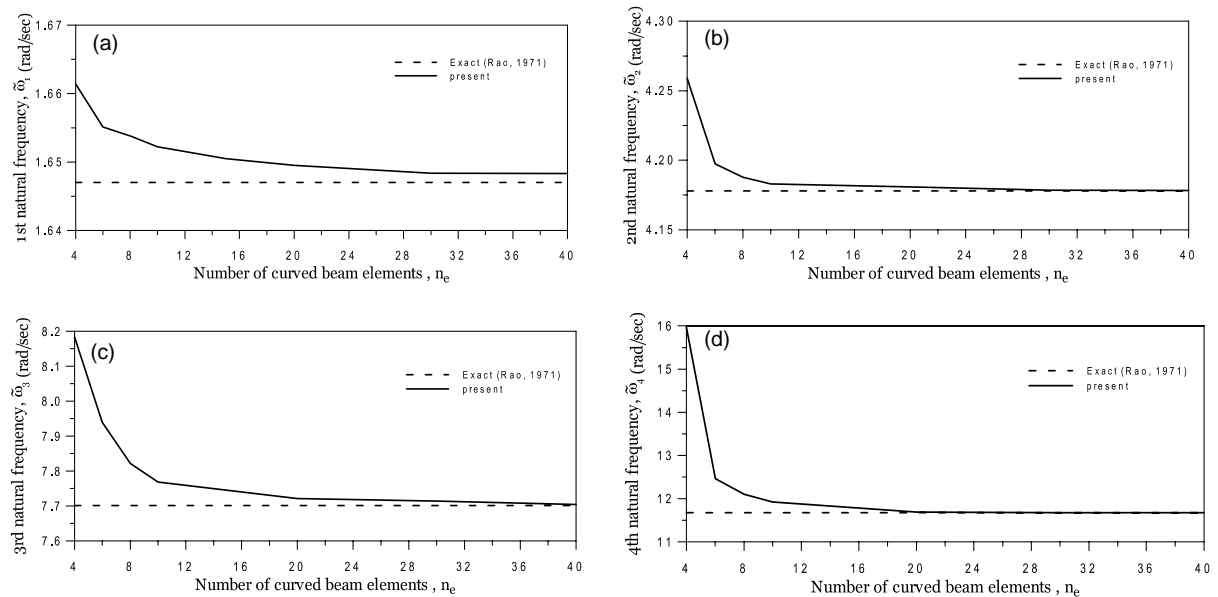 (a)
1st natural frequency, ω̃₁ (rad/sec)
1.67
1.66
1.65
1.64
Exact (Rao, 1971)
present
4 8 12 16 20 24 28 32 36 40
Number of curved beam elements , nₑ
(b)
2nd natural frequency, ω̃₂ (rad/sec)
4.30
4.25
4.20
4.15
Exact (Rao, 1971)
present
4 8 12 16 20 24 28 32 36 40
Number of curved beam elements , nₑ
(c)
3rd natural frequency, ω̃₃ (rad/sec)
8.2
8.1
8.0
7.9
7.8
7.7
7.6
Exact (Rao, 1971)
present
4 8 12 16 20 24 28 32 36 40
Number of curved beam elements , nₑ
(d)
4th natural frequency, ω̃₄ (rad/sec)
16
15
14
13
12
11
Exact (Rao, 1971)
present
4 8 12 16 20 24 28 32 36 40
Number of curved beam elements , nₑ